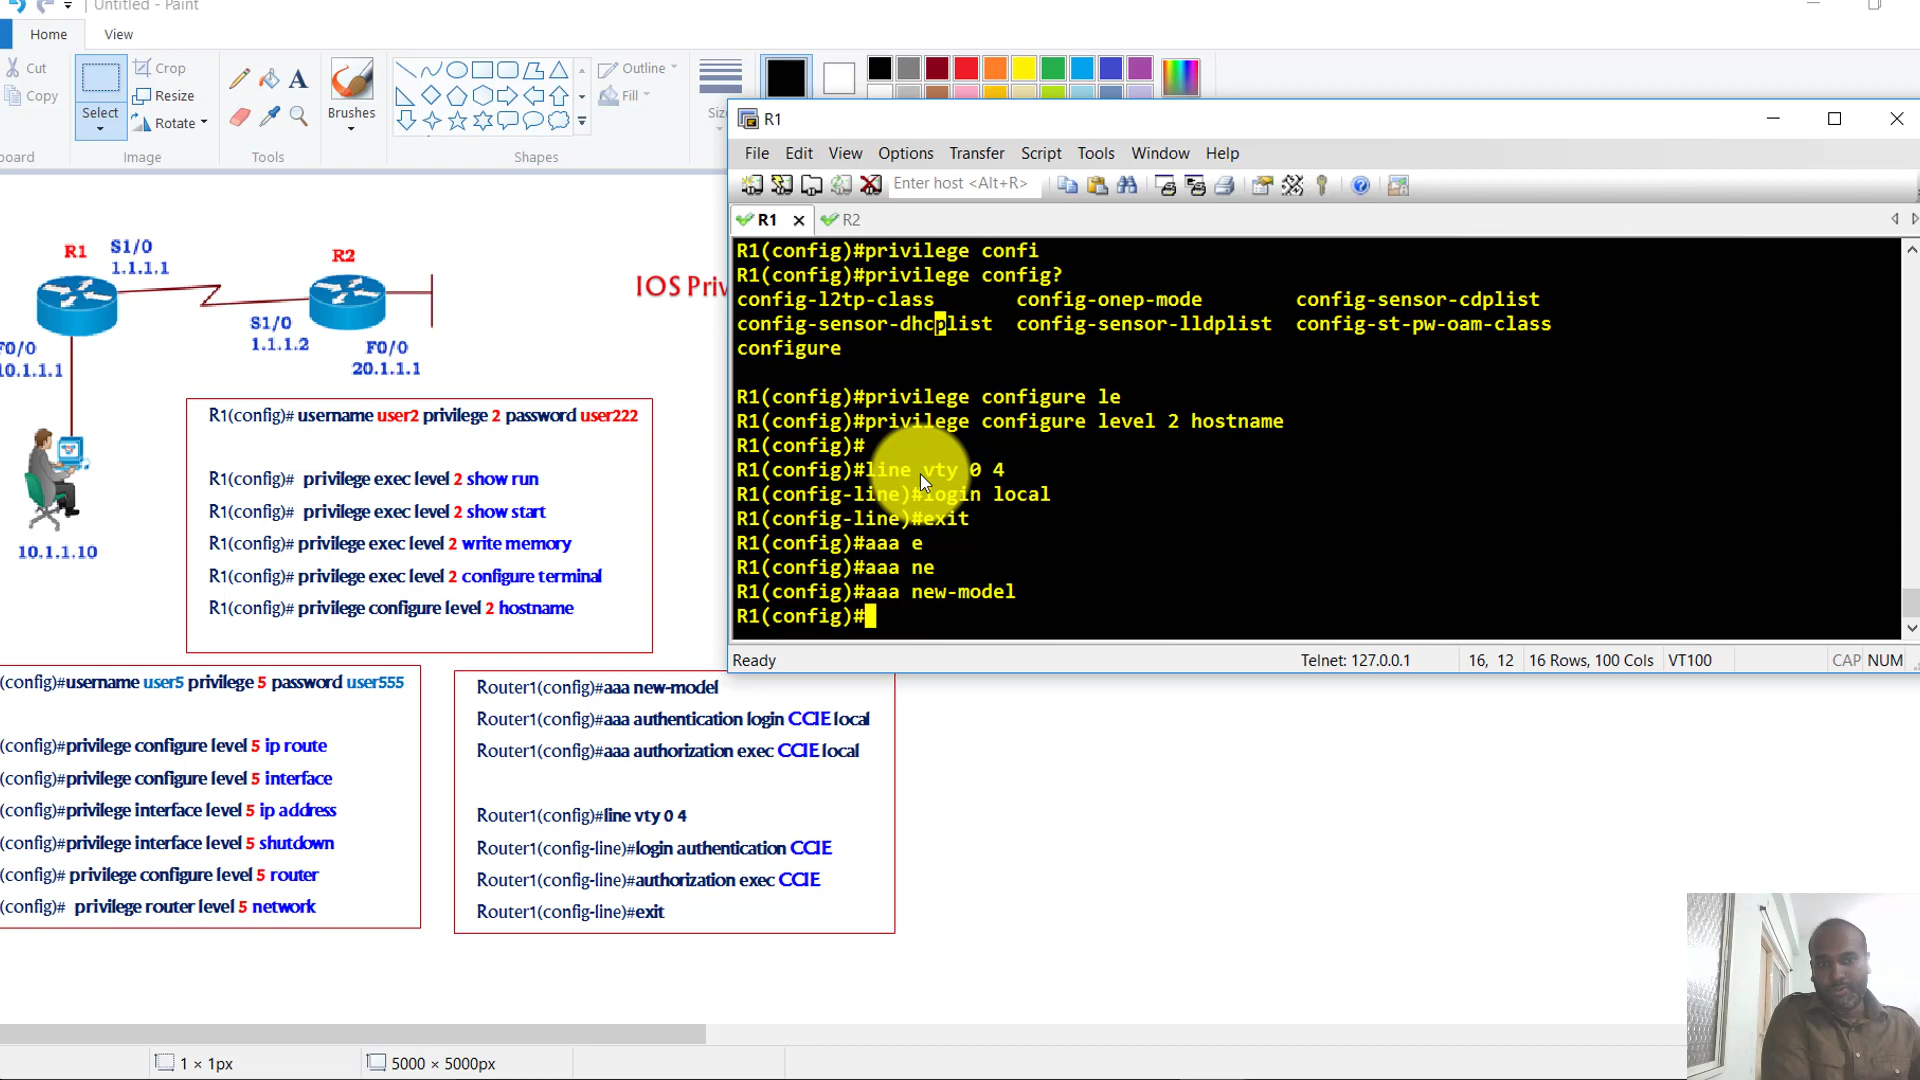 Untitled - Paint
Home
View
Cut
Copy
Select
Crop
Resize
Rotate
Image
Tools
Brushes
Shapes
Outline
Fill
R1
File Edit View Options Transfer Script Tools Window Help
Enter host <Alt+R>
R1
R2
R1(config)#privilege confi
R1(config)#privilege config?
config-l2tp-class config-onep-mode config-sensor-cdplist
config-sensor-dhcplist config-sensor-lldplist config-st-pw-oam-class
configure
R1(config)#privilege configure le
R1(config)#privilege configure level 2 hostname
R1(config)#
R1(config)#line vty 0 4
R1(config-line)#login local
R1(config-line)#exit
R1(config)#aaa e
R1(config)#aaa ne
R1(config)#aaa new-model
R1(config)#
Ready
Telnet: 127.0.0.1
16, 12
16 Rows, 100 Cols
VT100
CAP NUM
R1
S1/0
1.1.1.1
R2
S1/0
1.1.1.2
F0/0
10.1.1.1
F0/0
20.1.1.1
10.1.1.10
IOS Priv
R1(config)# username user2 privilege 2 password user222
R1(config)# privilege exec level 2 show run
R1(config)# privilege exec level 2 show start
R1(config)# privilege exec level 2 write memory
R1(config)# privilege exec level 2 configure terminal
R1(config)# privilege configure level 2 hostname
(config)#username user5 privilege 5 password user555
(config)#privilege configure level 5 ip route
(config)#privilege configure level 5 interface
(config)#privilege interface level 5 ip address
(config)#privilege interface level 5 shutdown
(config)# privilege configure level 5 router
(config)# privilege router level 5 network
Router1(config)#aaa new-model
Router1(config)#aaa authentication login CCIE local
Router1(config)#aaa authorization exec CCIE local
Router1(config)#line vty 0 4
Router1(config-line)#login authentication CCIE
Router1(config-line)#authorization exec CCIE
Router1(config-line)#exit
1 × 1px
5000 × 5000px